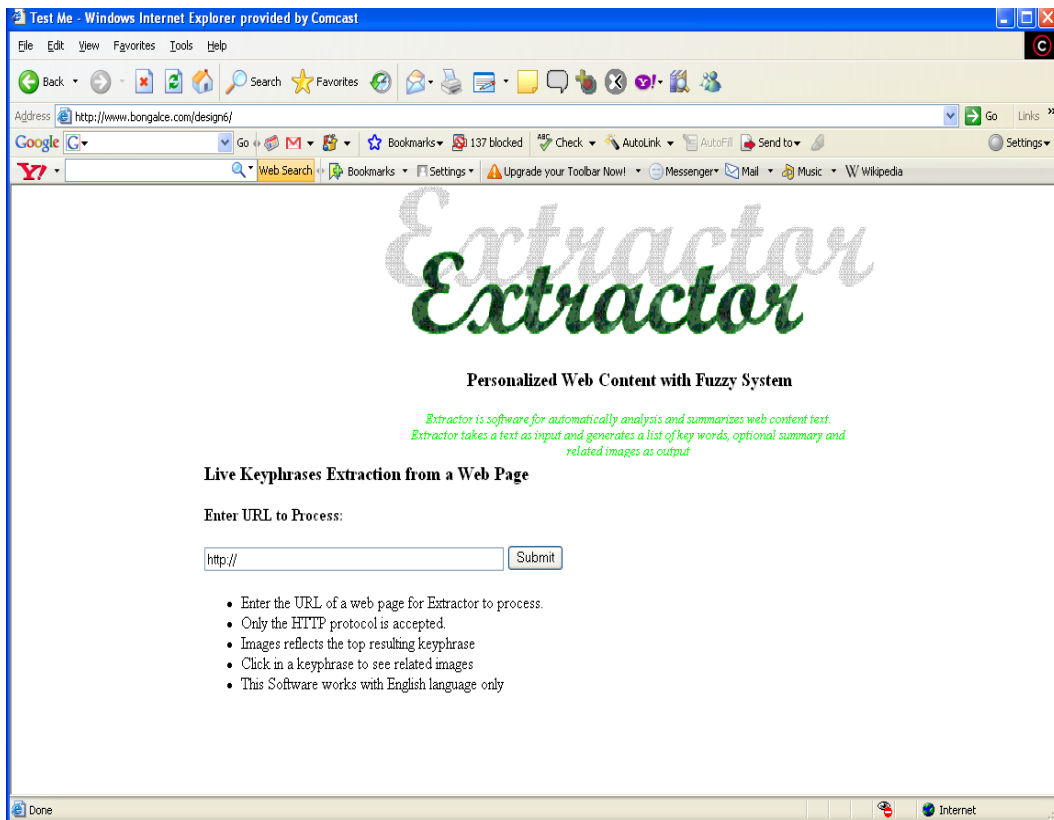 Test Me - Windows Internet Explorer provided by Comcast
File Edit View Favorites Tools Help
Back Search Favorites
Address http://www.bongalce.com/design6/ Go Links »
Google G Go Bookmarks 137 blocked ABC Check AutoLink AutoFill Send to Settings
Y! Web Search Bookmarks Settings Upgrade your Toolbar Now! Messenger Mail Music W Wikipedia
Extractor
Extractor
Personalized Web Content with Fuzzy System
Extractor is software for automatically analysis and summarizes web content text.
Extractor takes a text as input and generates a list of key words, optional summary and
related images as output
Live Keyphrases Extraction from a Web Page
Enter URL to Process:
http:// Submit
• Enter the URL of a web page for Extractor to process.
• Only the HTTP protocol is accepted.
• Images reflects the top resulting keyphrase
• Click in a keyphrase to see related images
• This Software works with English language only
Done Internet